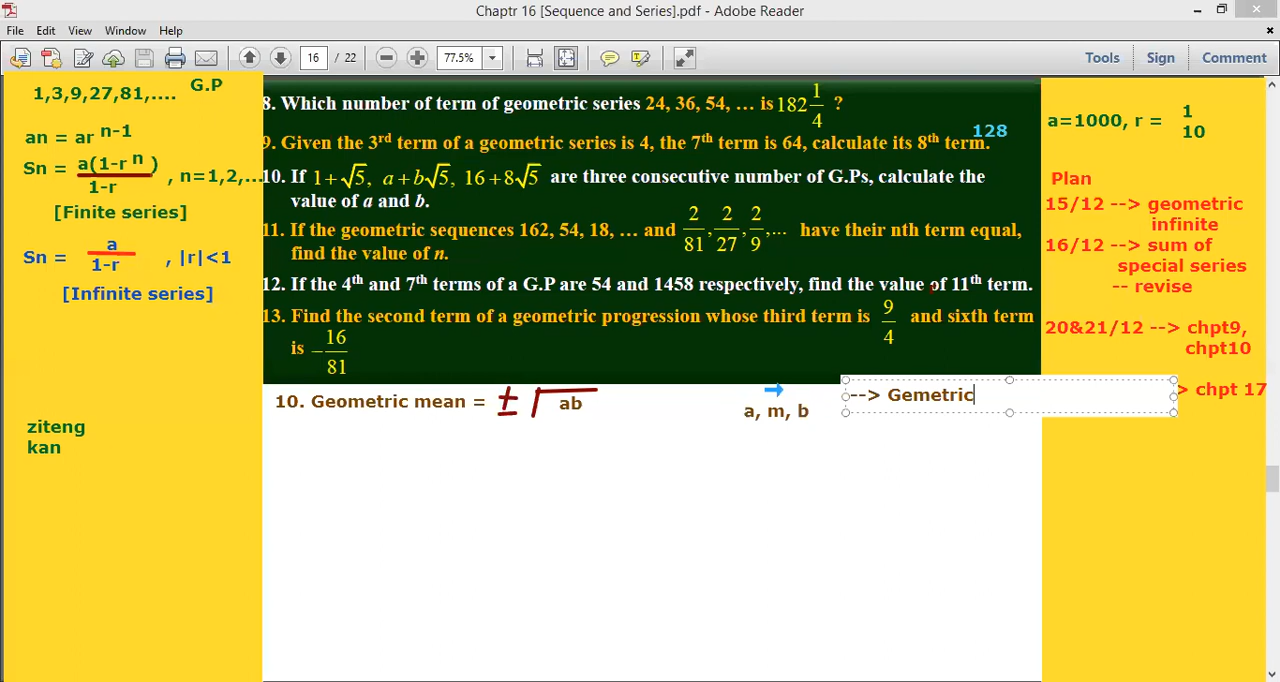 Chaptr 16 [Sequence and Series].pdf - Adobe Reader
File Edit View Window Help
16 / 22 77.5% Tools Sign Comment
1,3,9,27,81,.... G.P
an = ar n-1
Sn = a(1-r n) / 1-r , n=1,2,...
[Finite series]
Sn = a / 1-r , |r|<1
[Infinite series]
ziteng
kan
8. Which number of term of geometric series 24, 36, 54, … is 182 1/4 ?
9. Given the 3rd term of a geometric series is 4, the 7th term is 64, calculate its 8th term.
128
10. If 1+√5, a+b√5, 16+8√5 are three consecutive number of G.Ps, calculate the
value of a and b.
11. If the geometric sequences 162, 54, 18, … and 2/81, 2/27, 2/9, ... have their nth term equal,
find the value of n.
12. If the 4th and 7th terms of a G.P are 54 and 1458 respectively, find the value of 11th term.
13. Find the second term of a geometric progression whose third term is 9/4 and sixth term
is -16/81
10. Geometric mean = ± √ab
a, m, b
--> Gemetric
a=1000, r = 1/10
Plan
15/12 --> geometric
infinite
16/12 --> sum of
special series
-- revise
20&21/12 --> chpt9,
chpt10
> chpt 17